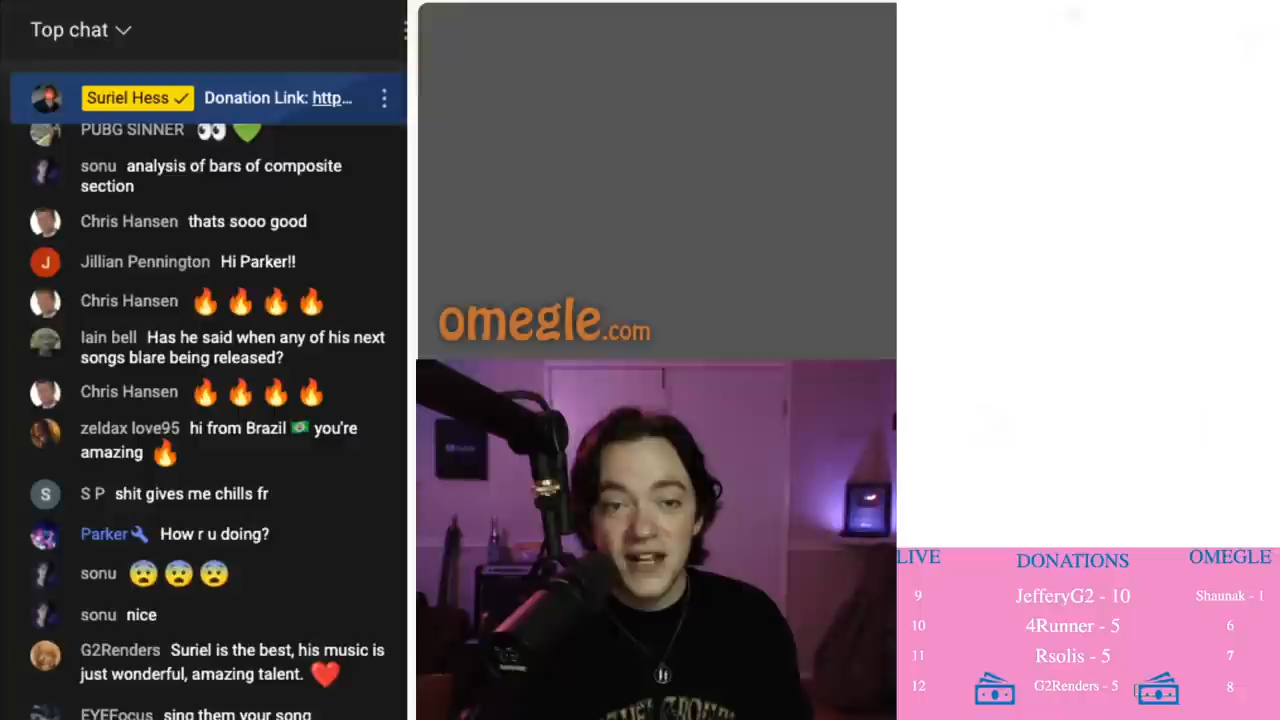 Top chat
Suriel Hess Donation Link: http...
PUBG SINNER
sonu analysis of bars of composite
section
Chris Hansen thats sooo good
Jillian Pennington Hi Parker!!
Chris Hansen
Iain bell Has he said when any of his next
songs blare being released?
Chris Hansen
zeldax love95 hi from Brazil 🇧🇷 you're
amazing 🔥
S P shit gives me chills fr
Parker How r u doing?
sonu 😨 😨 😨
sonu nice
G2Renders Suriel is the best, his music is
just wonderful, amazing talent. ❤️
EYEFocus sing them your song
omegle.com
LIVE DONATIONS OMEGLE
9 JefferyG2 - 10 Shaunak - 1
10 4Runner - 5 6
11 Rsolis - 5 7
12 G2Renders - 5 8